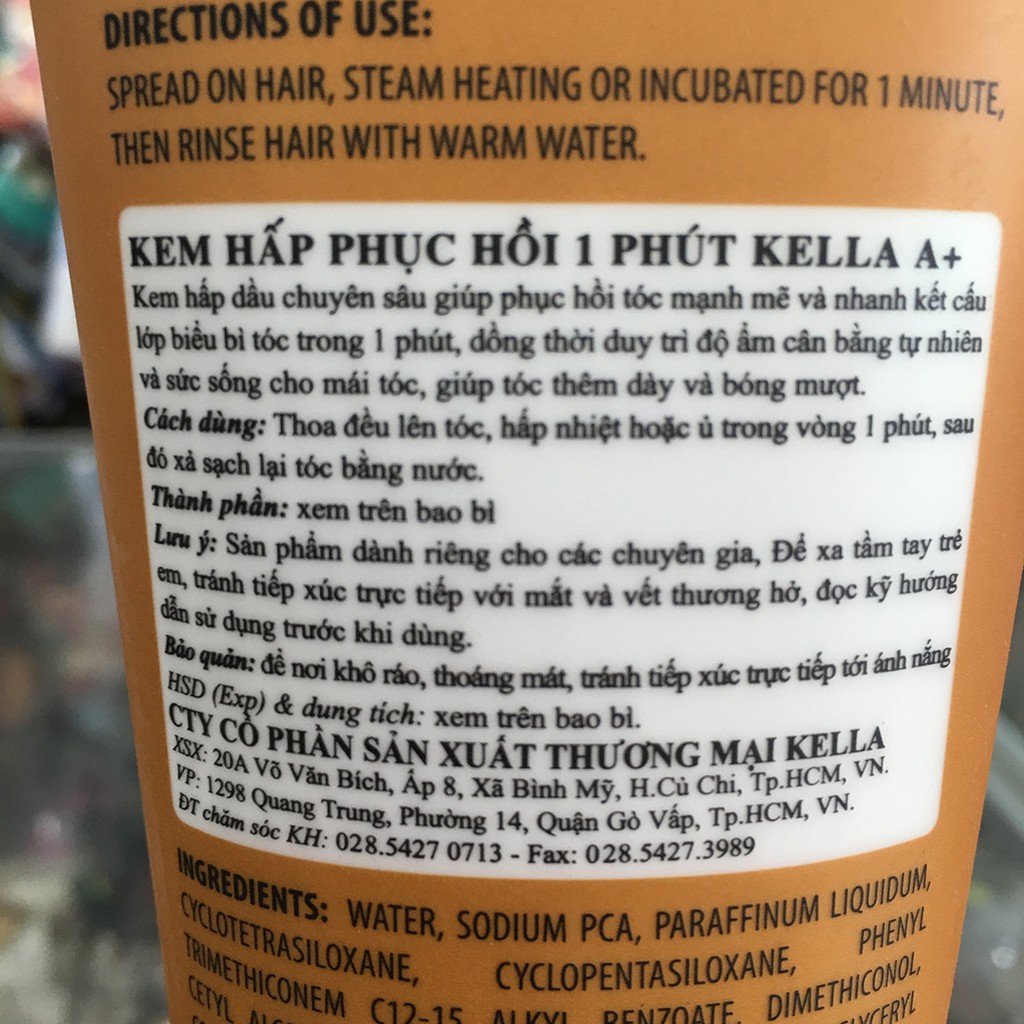 DIRECTIONS OF USE:
SPREAD ON HAIR, STEAM HEATING OR INCUBATED FOR 1 MINUTE,
THEN RINSE HAIR WITH WARM WATER.
KEM HẤP PHỤC HỒI 1 PHÚT KELLA A+
Kem hấp dầu chuyên sâu giúp phục hồi tóc mạnh mẽ và nhanh kết cấu
lớp biểu bì tóc trong 1 phút, đồng thời duy trì độ ẩm cân bằng tự nhiên
và sức sống cho mái tóc, giúp tóc thêm dày và bóng mượt.
Cách dùng: Thoa đều lên tóc, hấp nhiệt hoặc ủ trong vòng 1 phút, sau
đó xả sạch lại tóc bằng nước.
Thành phần: xem trên bao bì
Lưu ý: Sản phẩm dành riêng cho các chuyên gia, Để xa tầm tay trẻ
em, tránh tiếp xúc trực tiếp với mắt và vết thương hở, đọc kỹ hướng
dẫn sử dụng trước khi dùng.
Bảo quản: để nơi khô ráo, thoáng mát, tránh tiếp xúc trực tiếp tới ánh nắng
HSD (Exp) & dung tích: xem trên bao bì.
CTY CỔ PHẦN SẢN XUẤT THƯƠNG MẠI KELLA
XSX: 20A Võ Văn Bích, Ấp 8, Xã Bình Mỹ, H.Củ Chi, Tp.HCM, VN.
VP: 1298 Quang Trung, Phường 14, Quận Gò Vấp, Tp.HCM, VN.
ĐT chăm sóc KH: 028.5427 0713 - Fax: 028.5427.3989
INGREDIENTS: WATER, SODIUM PCA, PARAFFINUM LIQUIDUM,
CYCLOTETRASILOXANE, CYCLOPENTASILOXANE, PHENYL
TRIMETHICONEM C12-15 ALKYL BENZOATE, DIMETHICONOL,
CETYL